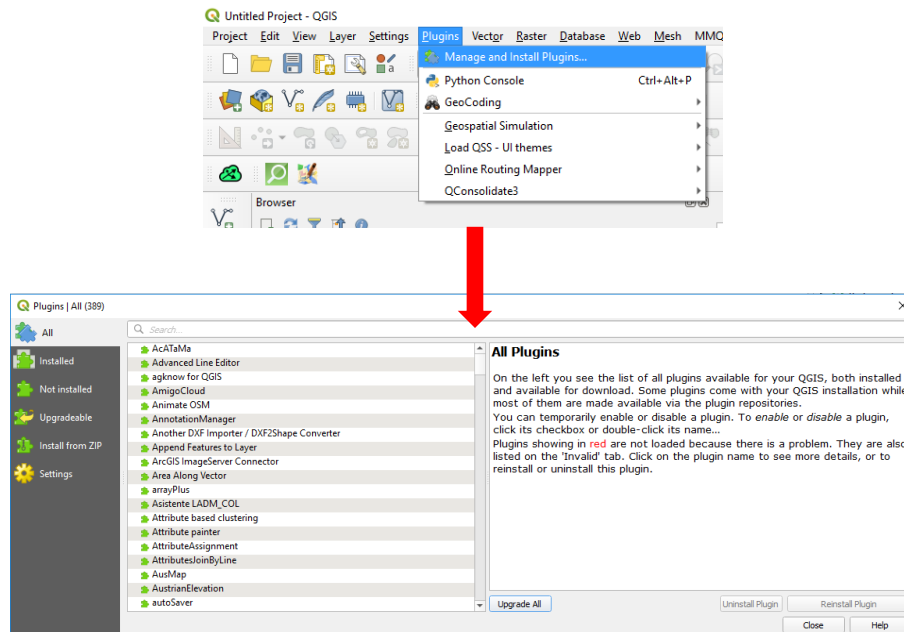 Untitled Project - QGIS
Project Edit View Layer Settings Plugins Vector Raster Database Web Mesh MMQ
Manage and Install Plugins...
Python Console Ctrl+Alt+P
GeoCoding
Geospatial Simulation
Load QSS - UI themes
Online Routing Mapper
QConsolidate3
Browser
Plugins | All (389)
All
Installed
Not installed
Upgradeable
Install from ZIP
Settings
Search...
AcATaMa
Advanced Line Editor
agknow for QGIS
AmigoCloud
Animate OSM
AnnotationManager
Another DXF Importer / DXF2Shape Converter
Append Features to Layer
ArcGIS ImageServer Connector
Area Along Vector
arrayPlus
Asistente LADM_COL
Attribute based clustering
Attribute painter
AttributeAssignment
AttributesJoinByLine
AusMap
AustrianElevation
autoSaver
All Plugins
On the left you see the list of all plugins available for your QGIS, both installed
and available for download. Some plugins come with your QGIS installation while
most of them are made available via the plugin repositories.
You can temporarily enable or disable a plugin. To enable or disable a plugin,
click its checkbox or double-click its name...
Plugins showing in red are not loaded because there is a problem. They are also
listed on the 'Invalid' tab. Click on the plugin name to see more details, or to
reinstall or uninstall this plugin.
Upgrade All
Uninstall Plugin
Reinstall Plugin
Close
Help